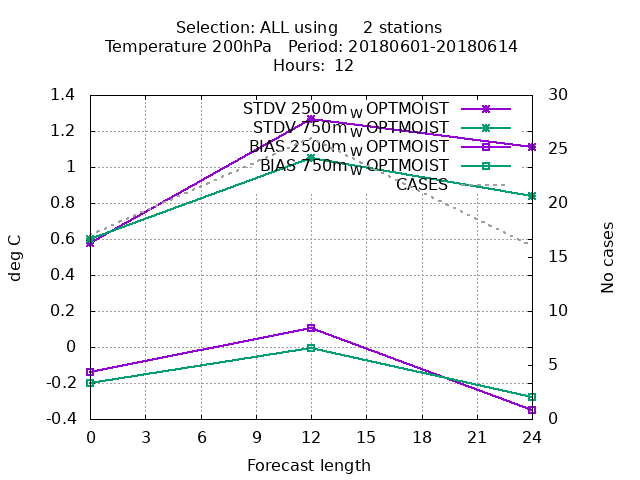 Selection: ALL using     2 stations
Temperature 200hPa   Period: 20180601-20180614
Hours:  12
1.4
1.2
1
0.8
0.6
0.4
0.2
0
-0.2
-0.4
deg C
30
25
20
15
10
5
0
No cases
STDV 2500m_W OPTMOIST
STDV 750m_W OPTMOIST
BIAS 2500m_W OPTMOIST
BIAS 750m_W OPTMOIST
CASES
0 3 6 9 12 15 18 21 24
Forecast length